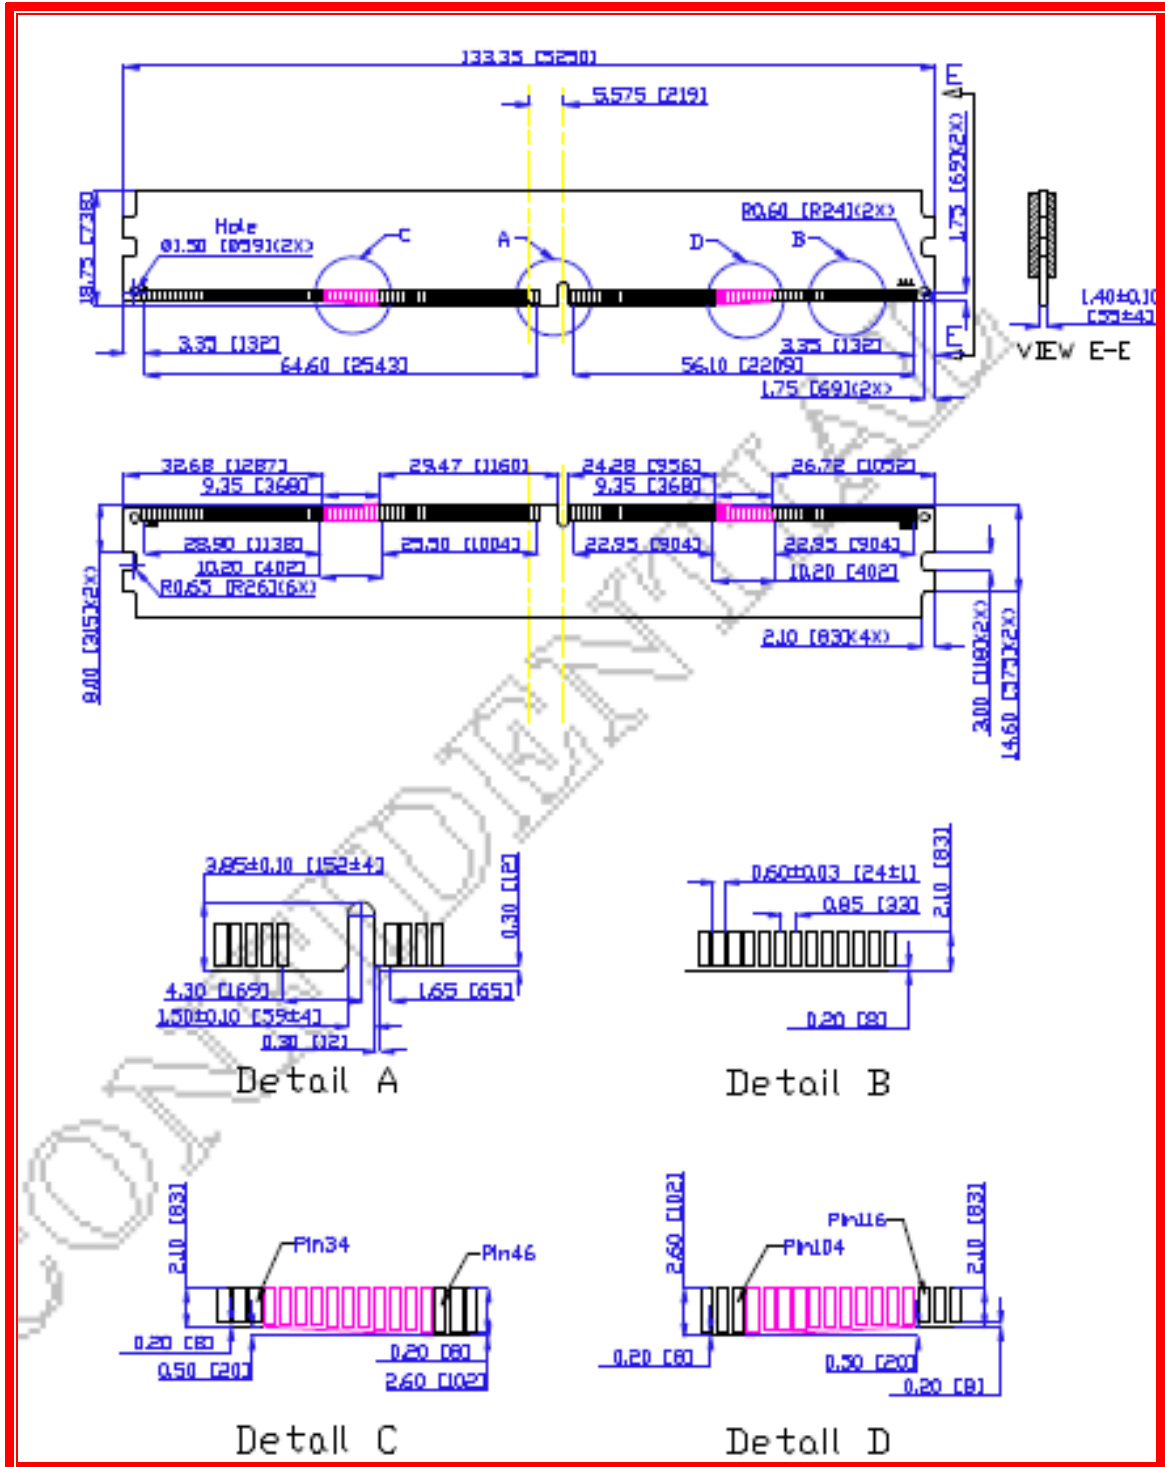 133.35 [5250]
5.575 [219]
E
1.75 [69](2X)
18.75 [738]
Hole
Ø1.50 [Ø59](2X)
C
A
D
B
R0.60 [R24](2X)
1.40±0.10
[55±4]
VIEW E-E
E
3.35 [132]
64.60 [2543]
3.35 [132]
56.10 [2209]
1.75 [69](2X)
32.68 [1287]
29.47 [1160]
24.28 [956]
26.72 [1052]
9.35 [368]
9.35 [368]
28.90 [1138]
25.50 [1004]
22.95 [904]
22.95 [904]
10.20 [402]
10.20 [402]
R0.65 [R26](6X)
8.00 [315](2X)
2.10 [83](4X)
3.00 [118](2X)
14.60 [575](2X)
CONFIDENTIAL
3.85±0.10 [152±4]
0.30 [12]
4.30 [169]
1.65 [65]
1.50±0.10 [59±4]
0.30 [12]
Detail A
0.60±0.03 [24±1]
0.85 [33]
2.10 [83]
0.20 [8]
Detail B
2.10 [83]
Pin34
Pin46
0.20 [8]
0.50 [20]
0.20 [8]
2.60 [102]
Detail C
2.60 [102]
Pin116
Pin104
2.10 [83]
0.20 [8]
0.50 [20]
0.20 [8]
Detail D